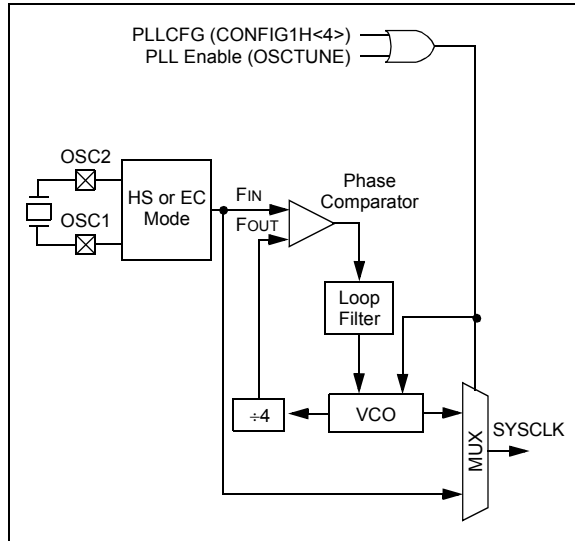 PLLCFG (CONFIG1H<4>)
PLL Enable (OSCTUNE)
OSC2
OSC1
HS or EC
Mode
FIN
FOUT
Phase
Comparator
Loop
Filter
÷4
VCO
MUX
SYSCLK